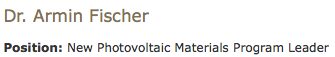 Dr. Armin Fischer
Position: New Photovoltaic Materials Program Leader